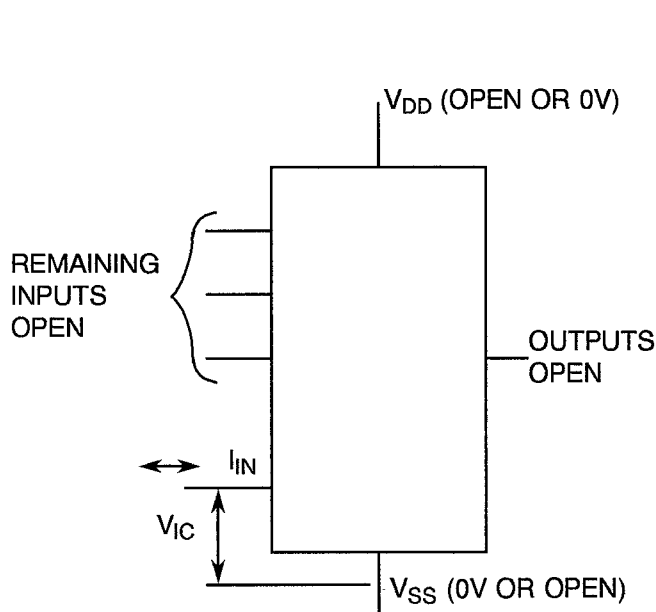 VDD (OPEN OR 0V)
REMAINING
INPUTS
OPEN
OUTPUTS
OPEN
IIN
VIC
VSS (0V OR OPEN)